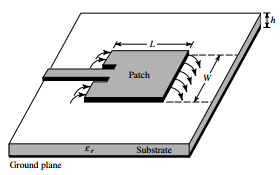 L
h
Patch
W
εr
Substrate
Ground plane